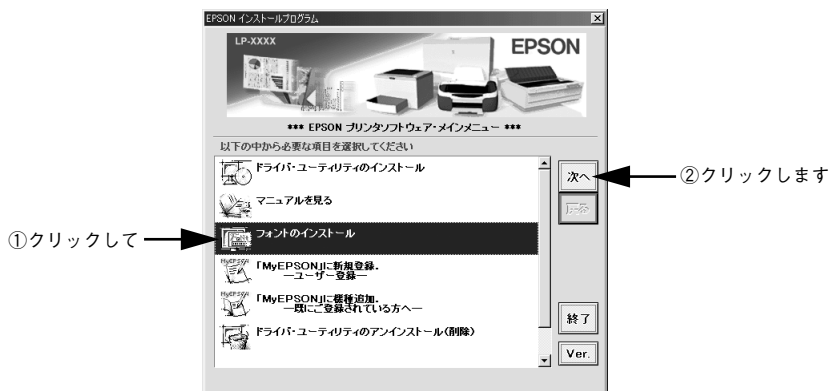 EPSON インストールプログラム
LP-XXXX
EPSON
*** EPSON プリンタソフトウェア・メインメニュー ***
以下の中から必要な項目を選択してください
ドライバ・ユーティリティのインストール
マニュアルを見る
フォントのインストール
MyEPSON
「MyEPSON」に新規登録.
―ユーザー登録―
MyEPSON
「MyEPSON」に機種追加.
―既にご登録されている方へ―
ドライバ・ユーティリティのアンインストール(削除)
次へ
戻る
終了
Ver.
①クリックして
②クリックします